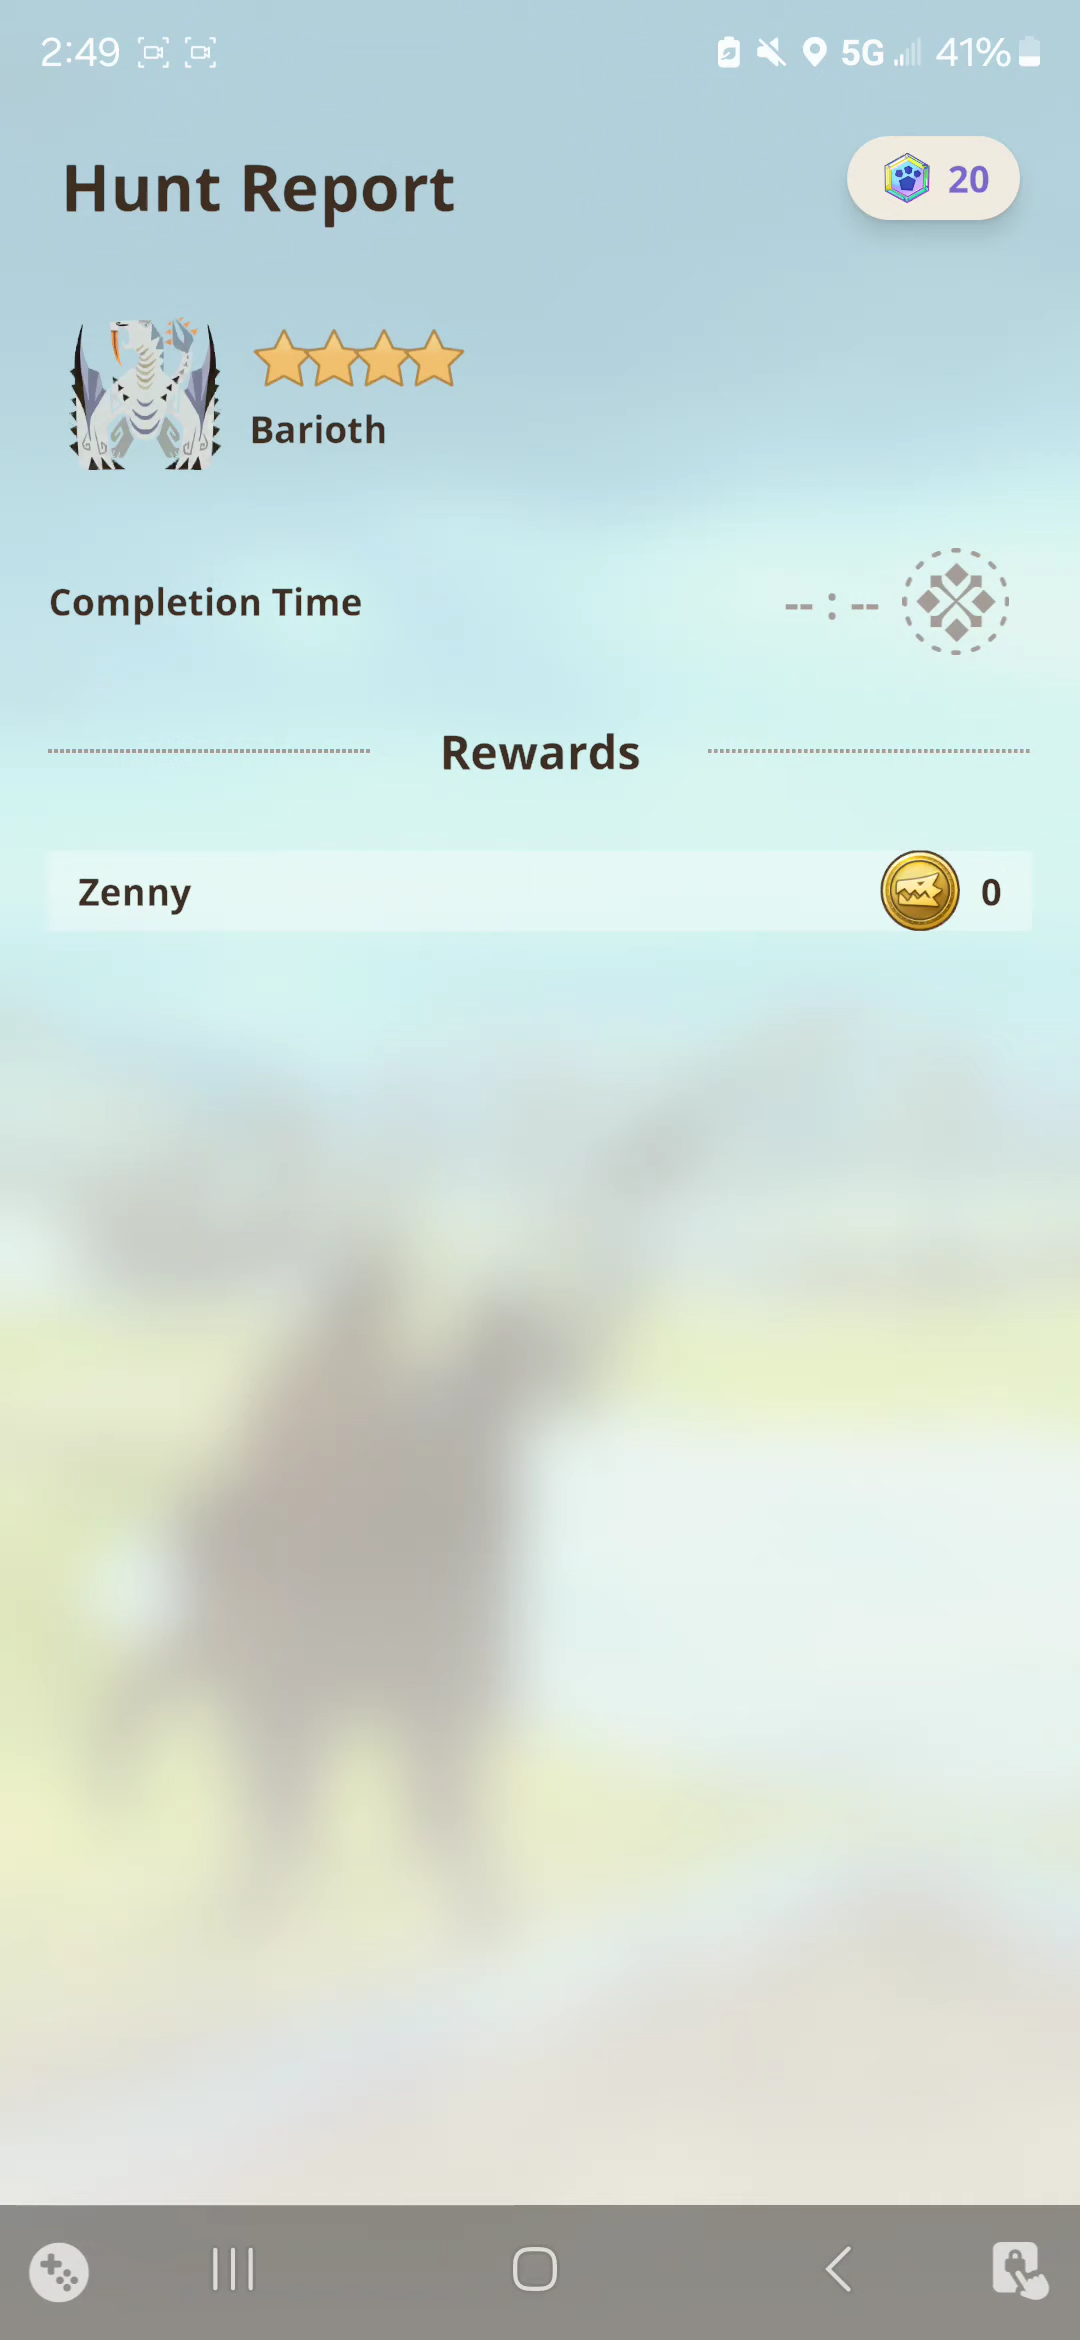 2:49 5G 41%
Hunt Report 20
Barioth
Completion Time -- : --
Rewards
Zenny 0